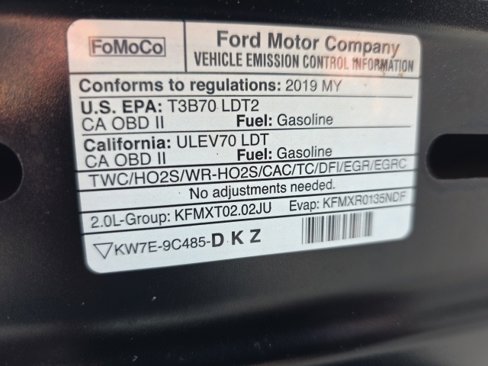 FoMoCo
Ford Motor Company
VEHICLE EMISSION CONTROL INFORMATION
Conforms to regulations: 2019 MY
U.S. EPA: T3B70 LDT2
CA OBD II Fuel: Gasoline
California: ULEV70 LDT
CA OBD II Fuel: Gasoline
TWC/HO2S/WR-HO2S/CAC/TC/DFI/EGR/EGRC
No adjustments needed.
2.0L-Group: KFMXT02.02JU Evap: KFMXR0135NDF
KW7E-9C485-DKZ